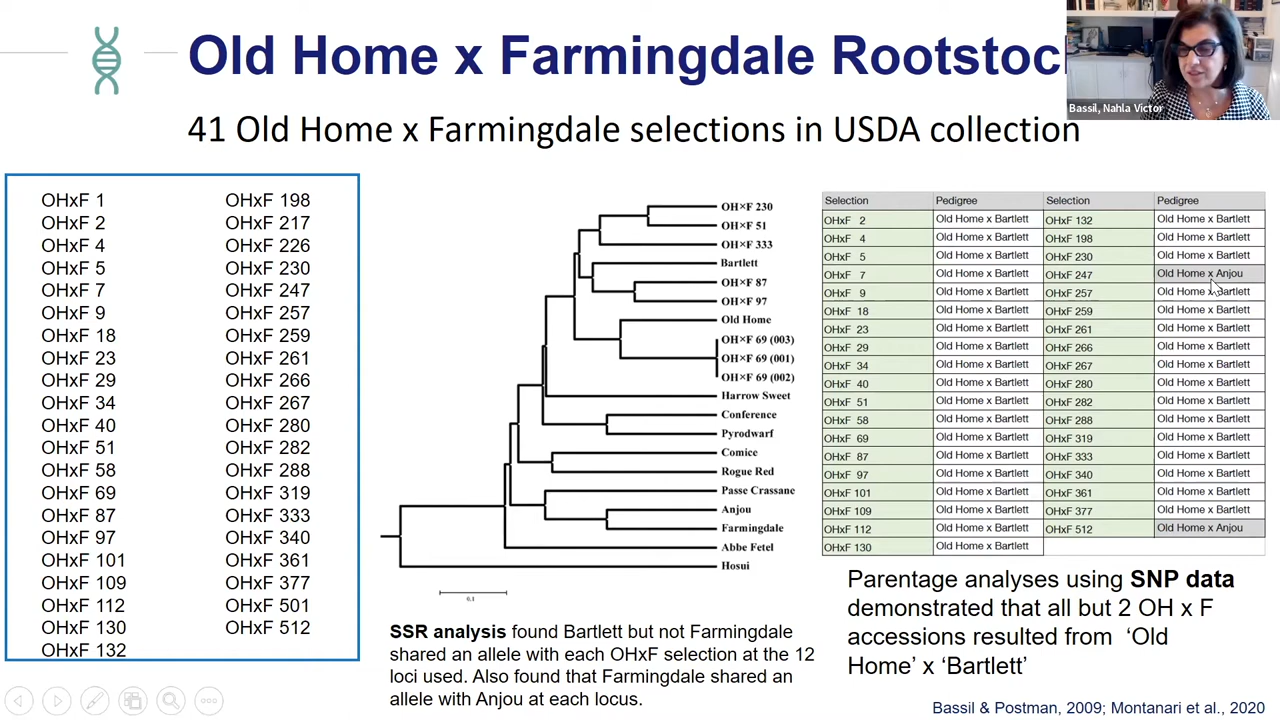 Old Home x Farmingdale Rootstoc
Bassil, Nahla Victor
41 Old Home x Farmingdale selections in USDA collection
OHxF 1 OHxF 198
OHxF 2 OHxF 217
OHxF 4 OHxF 226
OHxF 5 OHxF 230
OHxF 7 OHxF 247
OHxF 9 OHxF 257
OHxF 18 OHxF 259
OHxF 23 OHxF 261
OHxF 29 OHxF 266
OHxF 34 OHxF 267
OHxF 40 OHxF 280
OHxF 51 OHxF 282
OHxF 58 OHxF 288
OHxF 69 OHxF 319
OHxF 87 OHxF 333
OHxF 97 OHxF 340
OHxF 101 OHxF 361
OHxF 109 OHxF 377
OHxF 112 OHxF 501
OHxF 130 OHxF 512
OHxF 132
OH×F 230
OH×F 51
OH×F 333
Bartlett
OH×F 87
OH×F 97
Old Home
OH×F 69 (003)
OH×F 69 (001)
OH×F 69 (002)
Harrow Sweet
Conference
Pyrodwarf
Comice
Rogue Red
Passe Crassane
Anjou
Farmingdale
Abbe Fetel
Hosui
0.1
SSR analysis found Bartlett but not Farmingdale
shared an allele with each OHxF selection at the 12
loci used. Also found that Farmingdale shared an
allele with Anjou at each locus.
Selection Pedigree Selection Pedigree
OHxF 2 Old Home x Bartlett OHxF 132 Old Home x Bartlett
OHxF 4 Old Home x Bartlett OHxF 198 Old Home x Bartlett
OHxF 5 Old Home x Bartlett OHxF 230 Old Home x Bartlett
OHxF 7 Old Home x Bartlett OHxF 247 Old Home x Anjou
OHxF 9 Old Home x Bartlett OHxF 257 Old Home x Bartlett
OHxF 18 Old Home x Bartlett OHxF 259 Old Home x Bartlett
OHxF 23 Old Home x Bartlett OHxF 261 Old Home x Bartlett
OHxF 29 Old Home x Bartlett OHxF 266 Old Home x Bartlett
OHxF 34 Old Home x Bartlett OHxF 267 Old Home x Bartlett
OHxF 40 Old Home x Bartlett OHxF 280 Old Home x Bartlett
OHxF 51 Old Home x Bartlett OHxF 282 Old Home x Bartlett
OHxF 58 Old Home x Bartlett OHxF 288 Old Home x Bartlett
OHxF 69 Old Home x Bartlett OHxF 319 Old Home x Bartlett
OHxF 87 Old Home x Bartlett OHxF 333 Old Home x Bartlett
OHxF 97 Old Home x Bartlett OHxF 340 Old Home x Bartlett
OHxF 101 Old Home x Bartlett OHxF 361 Old Home x Bartlett
OHxF 109 Old Home x Bartlett OHxF 377 Old Home x Bartlett
OHxF 112 Old Home x Bartlett OHxF 512 Old Home x Anjou
OHxF 130 Old Home x Bartlett
Parentage analyses using SNP data
demonstrated that all but 2 OH x F
accessions resulted from ‘Old
Home’ x ‘Bartlett’
Bassil & Postman, 2009; Montanari et al., 2020